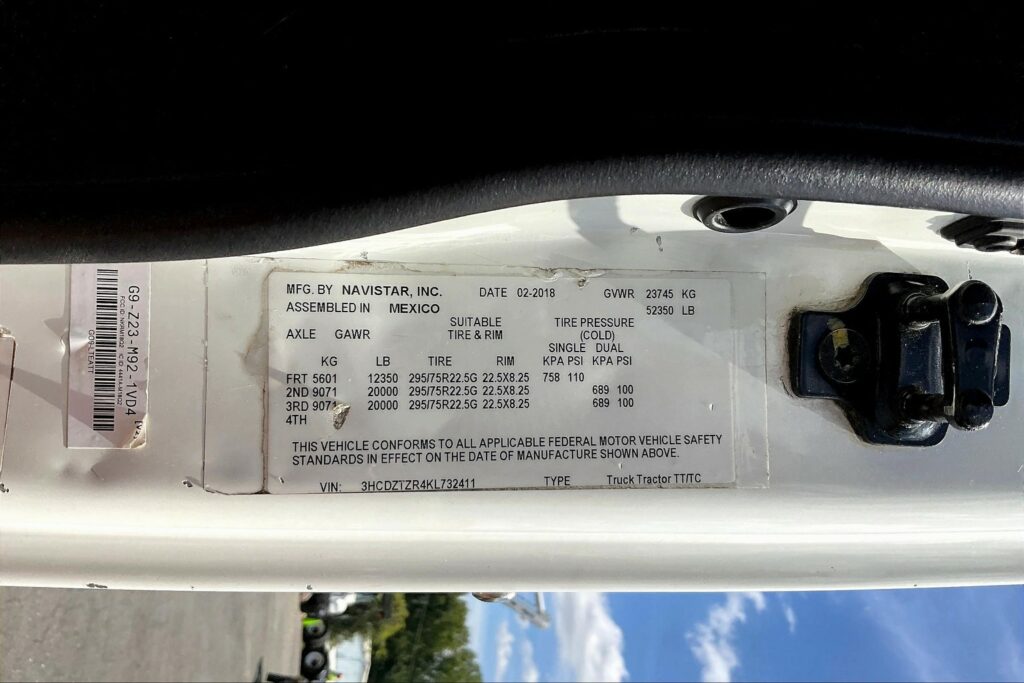 MFG. BY NAVISTAR, INC. DATE 02-2018 GVWR 23745 KG
ASSEMBLED IN MEXICO 52350 LB
SUITABLE TIRE PRESSURE
AXLE GAWR TIRE & RIM (COLD)
SINGLE DUAL
KG LB TIRE RIM KPA PSI KPA PSI
FRT 5601 12350 295/75R22.5G 22.5X8.25 758 110
2ND 9071 20000 295/75R22.5G 22.5X8.25 689 100
3RD 9071 20000 295/75R22.5G 22.5X8.25 689 100
4TH
THIS VEHICLE CONFORMS TO ALL APPLICABLE FEDERAL MOTOR VEHICLE SAFETY
STANDARDS IN EFFECT ON THE DATE OF MANUFACTURE SHOWN ABOVE.
VIN: 3HCDZTZR4KL732411 TYPE Truck Tractor TT/TC
G9-Z23-M92-1VD4